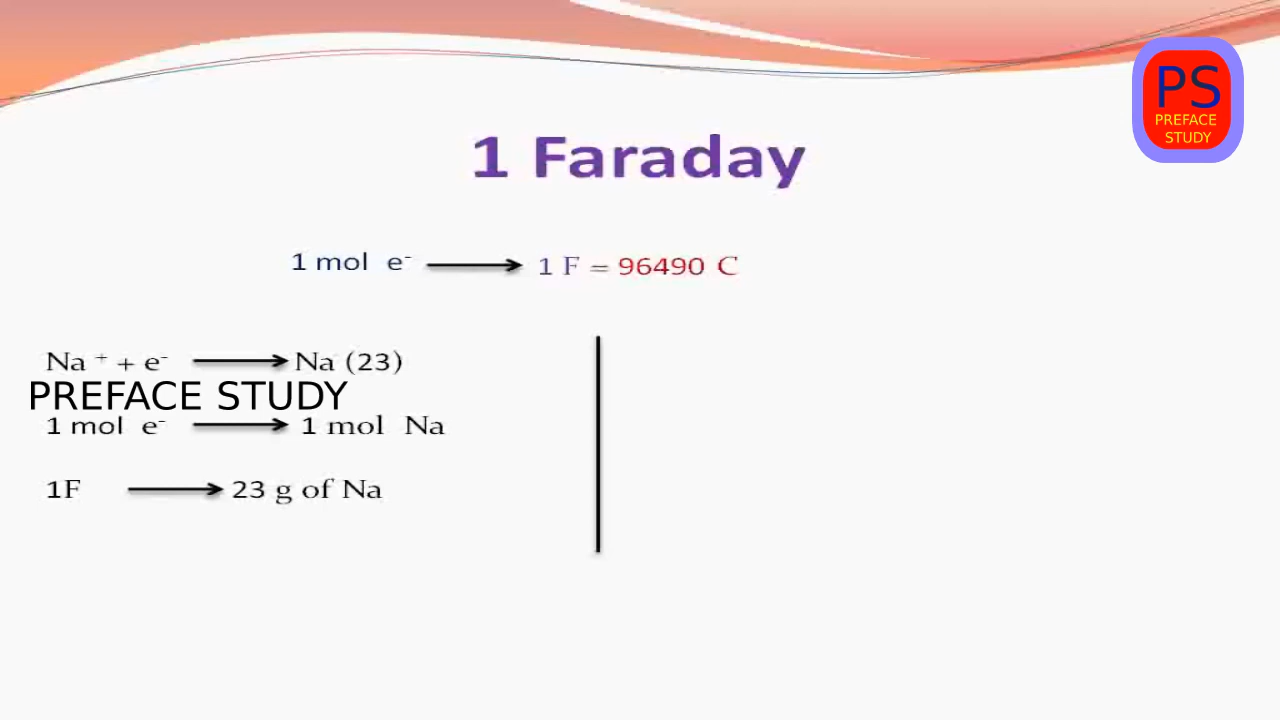 PS
PREFACE
STUDY
1 Faraday
1 mol e⁻ ⟶ 1 F = 96490 C
Na ⁺ + e⁻ ⟶ Na (23)
PREFACE STUDY
1 mol e⁻ ⟶ 1 mol Na
1F ⟶ 23 g of Na